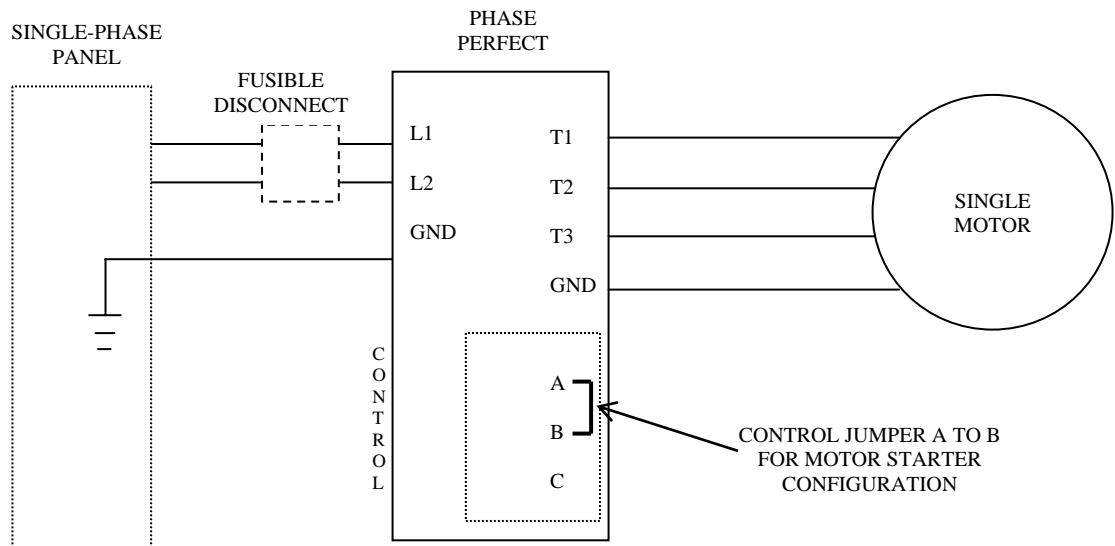 SINGLE-PHASE
PANEL
FUSIBLE
DISCONNECT
PHASE
PERFECT
L1
L2
GND
T1
T2
T3
GND
SINGLE
MOTOR
C
O
N
T
R
O
L
A
B
C
CONTROL JUMPER A TO B
FOR MOTOR STARTER
CONFIGURATION